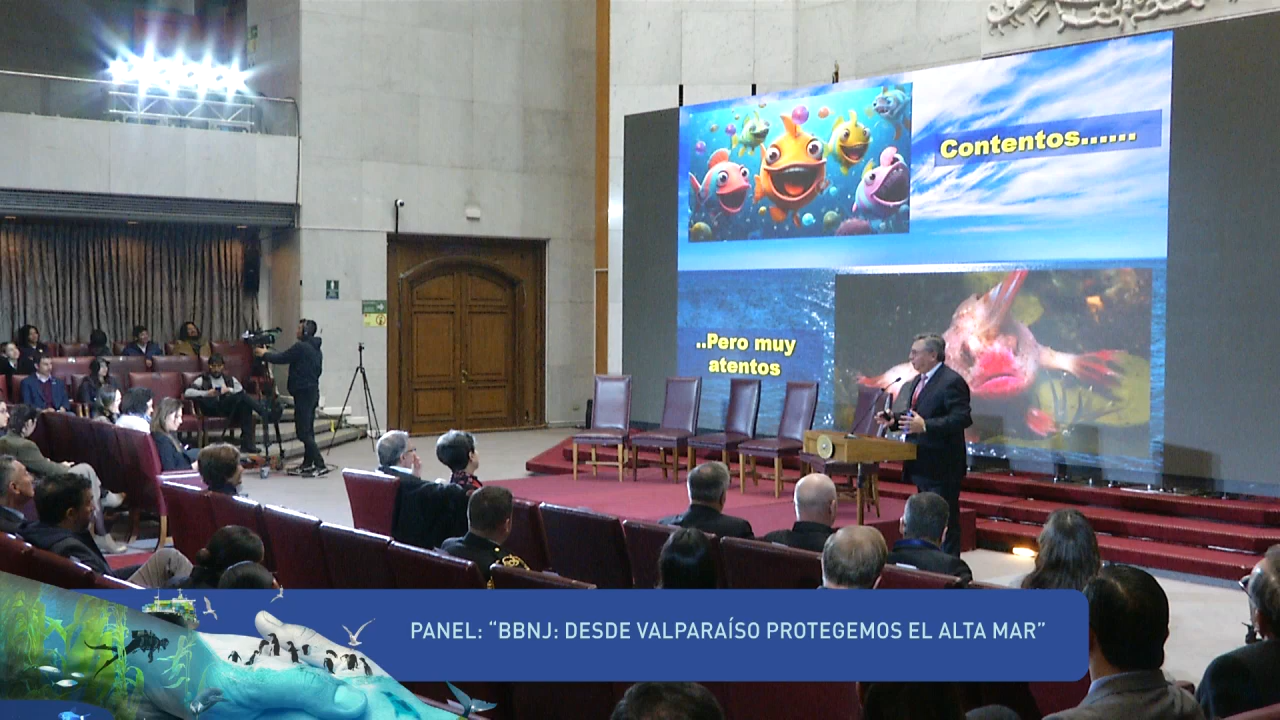 Contentos......
..Pero muy
atentos
PANEL: “BBNJ: DESDE VALPARAÍSO PROTEGEMOS EL ALTA MAR”